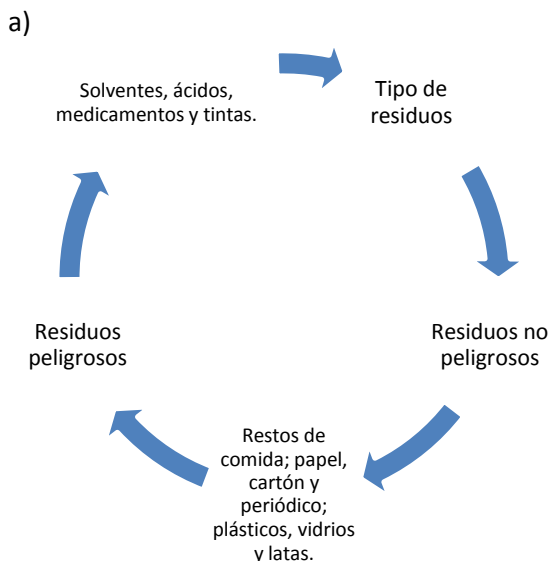 a)
Solventes, ácidos,
medicamentos y tintas.
Tipo de
residuos
Residuos no
peligrosos
Restos de
comida; papel,
cartón y
periódico;
plásticos, vidrios
y latas.
Residuos
peligrosos